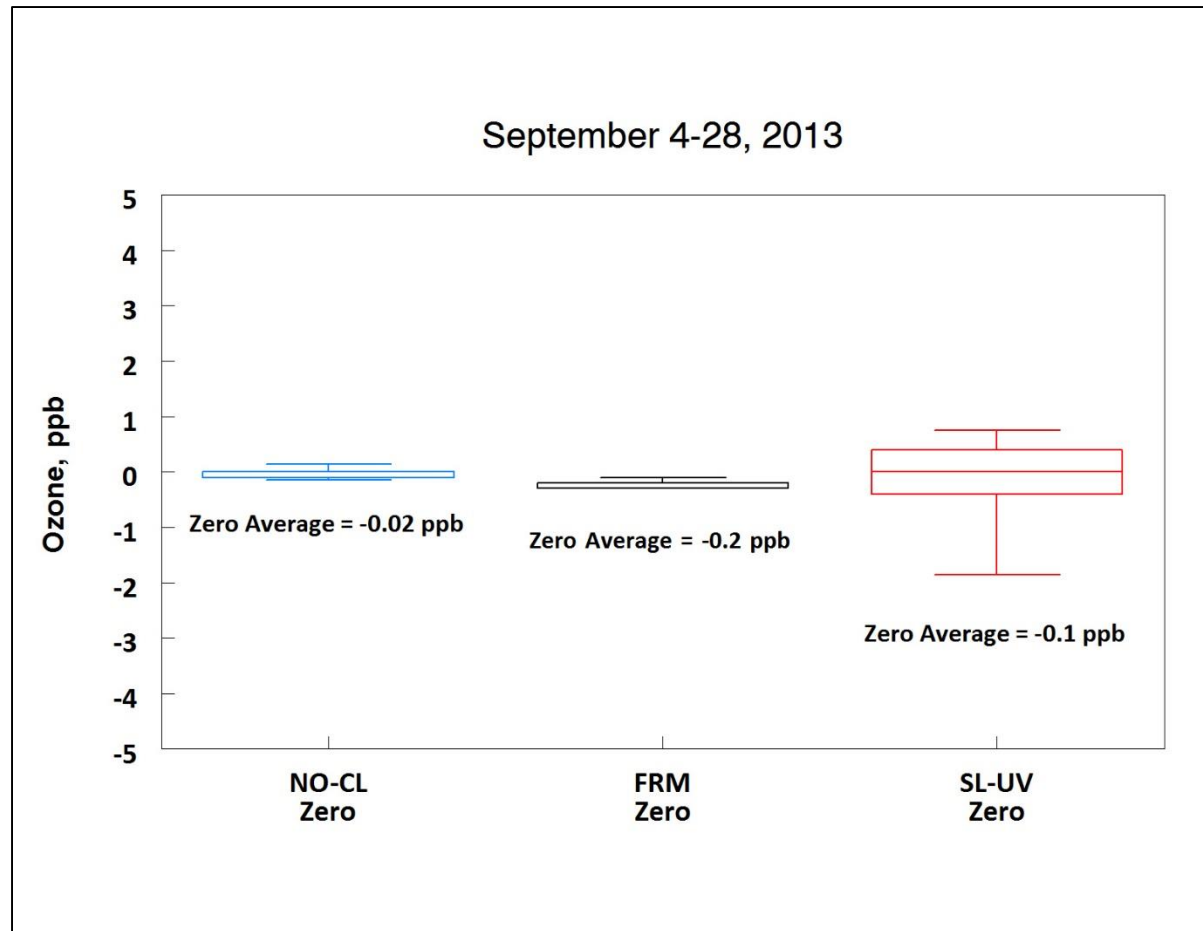 September 4-28, 2013
5
4
3
2
1
0
-1
-2
-3
-4
-5
Ozone, ppb
Zero Average = -0.02 ppb
Zero Average = -0.2 ppb
Zero Average = -0.1 ppb
NO-CL
Zero
FRM
Zero
SL-UV
Zero